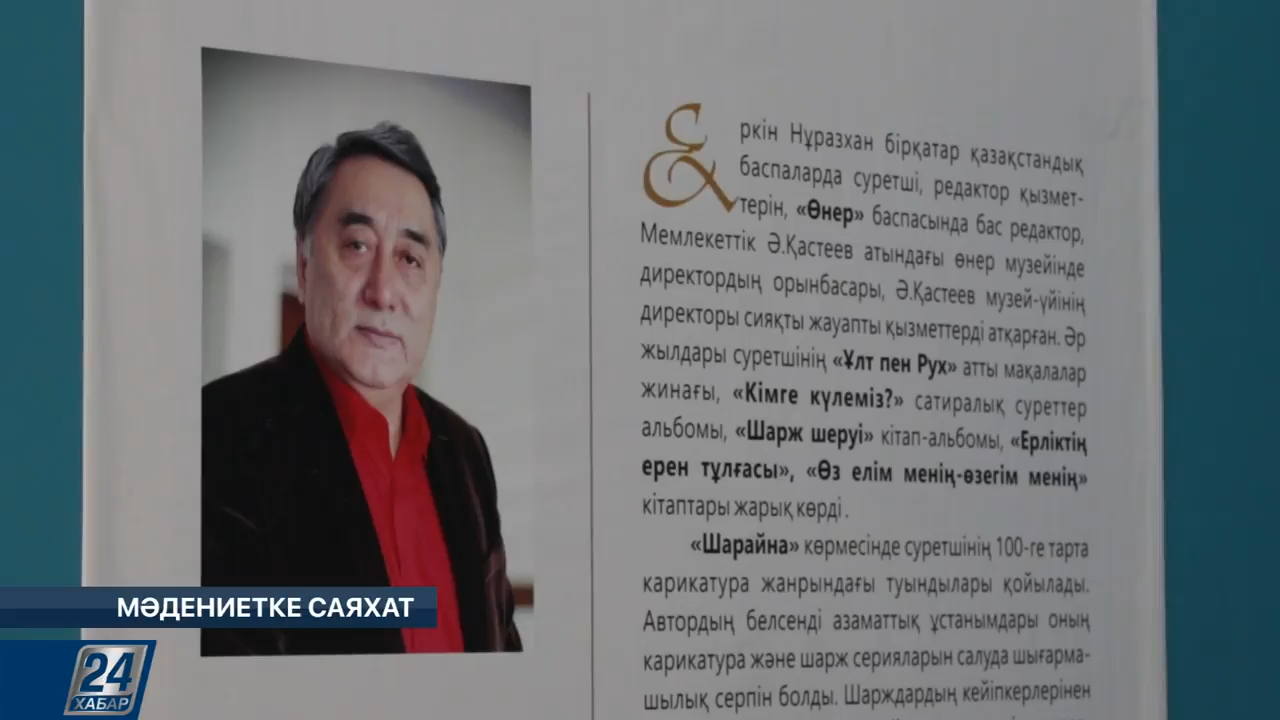 Еркін Нұразхан бірқатар қазақстандық
баспаларда суретші, редактор қызмет-
терін, «Өнер» баспасында бас редактор,
Мемлекеттік Ә.Қастеев атындағы өнер музейінде
директордың орынбасары, Ә.Қастеев музей-үйінің
директоры сияқты жауапты қызметтерді атқарған. Әр
жылдары суретшінің «Ұлт пен Рух» атты мақалалар
жинағы, «Кімге күлеміз?» сатиралық суреттер
альбомы, «Шарж шеруі» кітап-альбомы, «Ерліктің
ерен тұлғасы», «Өз елім менің-өзегім менің»
кітаптары жарық көрді.
«Шарайна» көрмесінде суретшінің 100-ге тарта
карикатура жанрындағы туындылары қойылады.
Автордың белсенді азаматтық ұстанымдары оның
карикатура және шарж серияларын салуда шығарма-
шылық серпін болды. Шарждардың кейіпкерлерінен
МӘДЕНИЕТКЕ САЯХАТ
24
ХАБАР